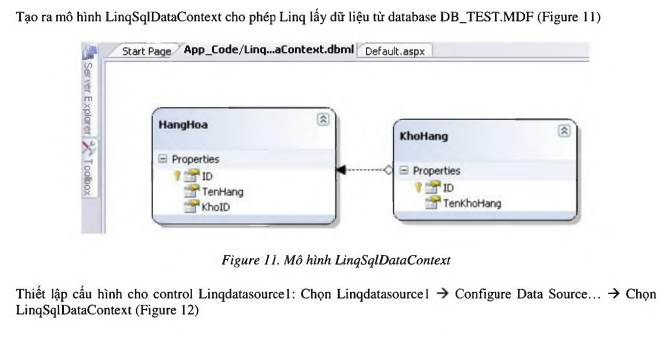 Tạo ra mô hình LinqSqlDataContext cho phép Linq lấy dữ liệu từ database DB_TEST.MDF (Figure 11)
Start Page App_Code/Linq...aContext.dbml Default.aspx
Server Explorer
Toolbox
HangHoa
Properties
ID
TenHang
KhoID
KhoHang
Properties
ID
TenKhoHang
Figure 11. Mô hình LinqSqlDataContext
Thiết lập cấu hình cho control Linqdatasource1: Chọn Linqdatasource1 → Configure Data Source... → Chọn
LinqSqlDataContext (Figure 12)